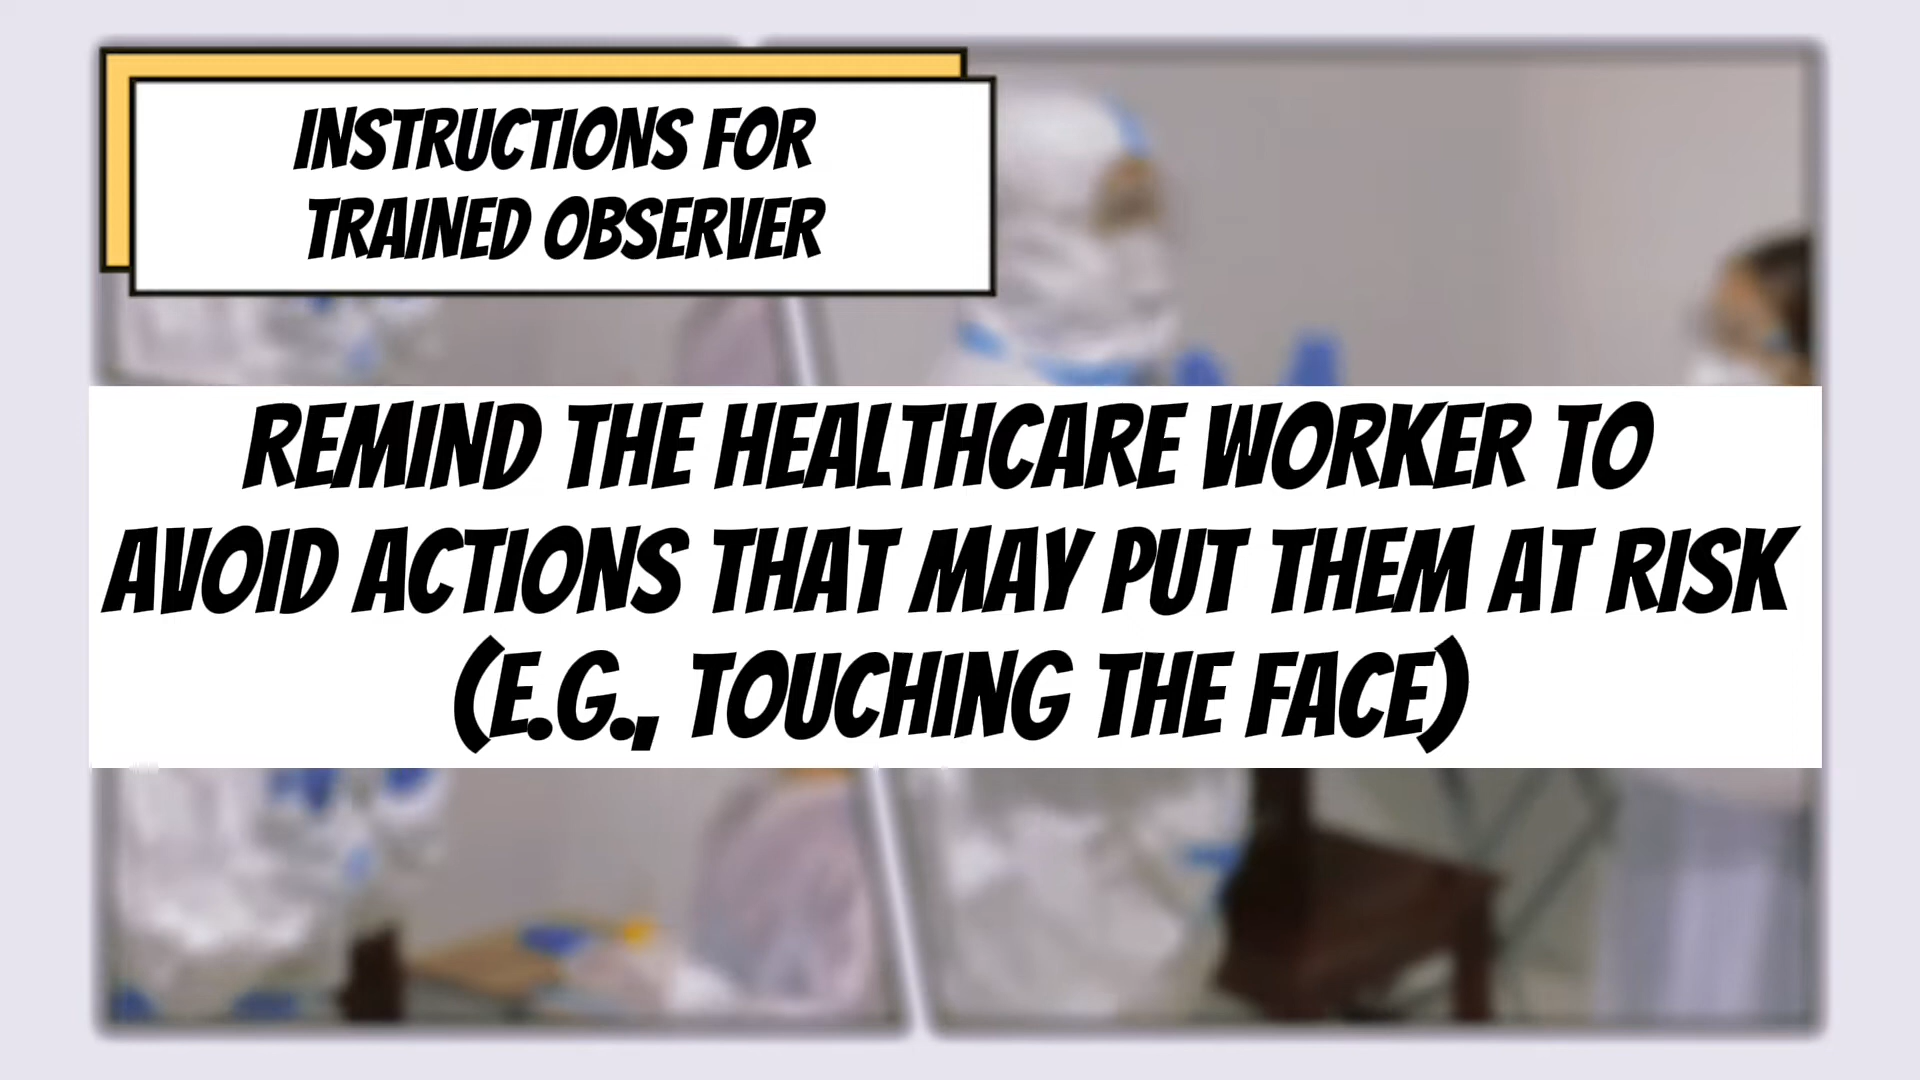 INSTRUCTIONS FOR
TRAINED OBSERVER
REMIND THE HEALTHCARE WORKER TO
AVOID ACTIONS THAT MAY PUT THEM AT RISK
(E.G., TOUCHING THE FACE)